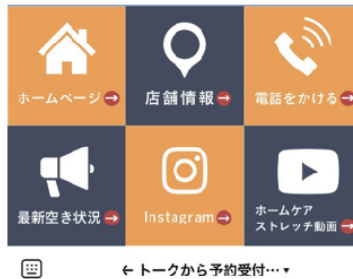 ホームページ
店舗情報
電話をかける
最新空き状況
Instagram
ホームケア
ストレッチ動画
← トークから予約受付… ▾